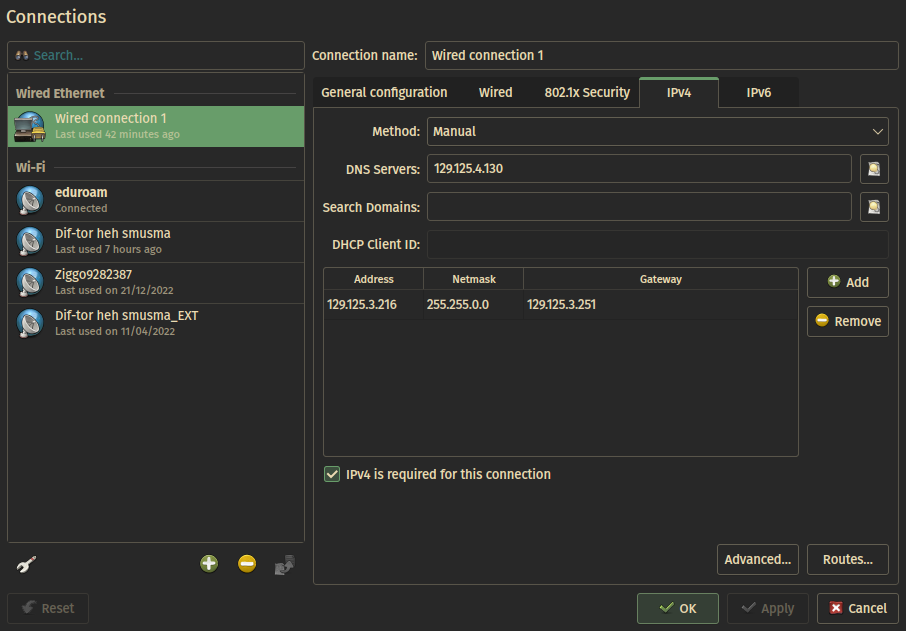 Connections
Search...
Wired Ethernet
Wired connection 1
Last used 42 minutes ago
Wi-Fi
eduroam
Connected
Dif-tor heh smusma
Last used 7 hours ago
Ziggo9282387
Last used on 21/12/2022
Dif-tor heh smusma_EXT
Last used on 11/04/2022
Connection name: Wired connection 1
General configuration Wired 802.1x Security IPv4 IPv6
Method: Manual
DNS Servers: 129.125.4.130
Search Domains:
DHCP Client ID:
Address Netmask Gateway
129.125.3.216 255.255.0.0 129.125.3.251
Add
Remove
IPv4 is required for this connection
Advanced... Routes...
Reset OK Apply Cancel